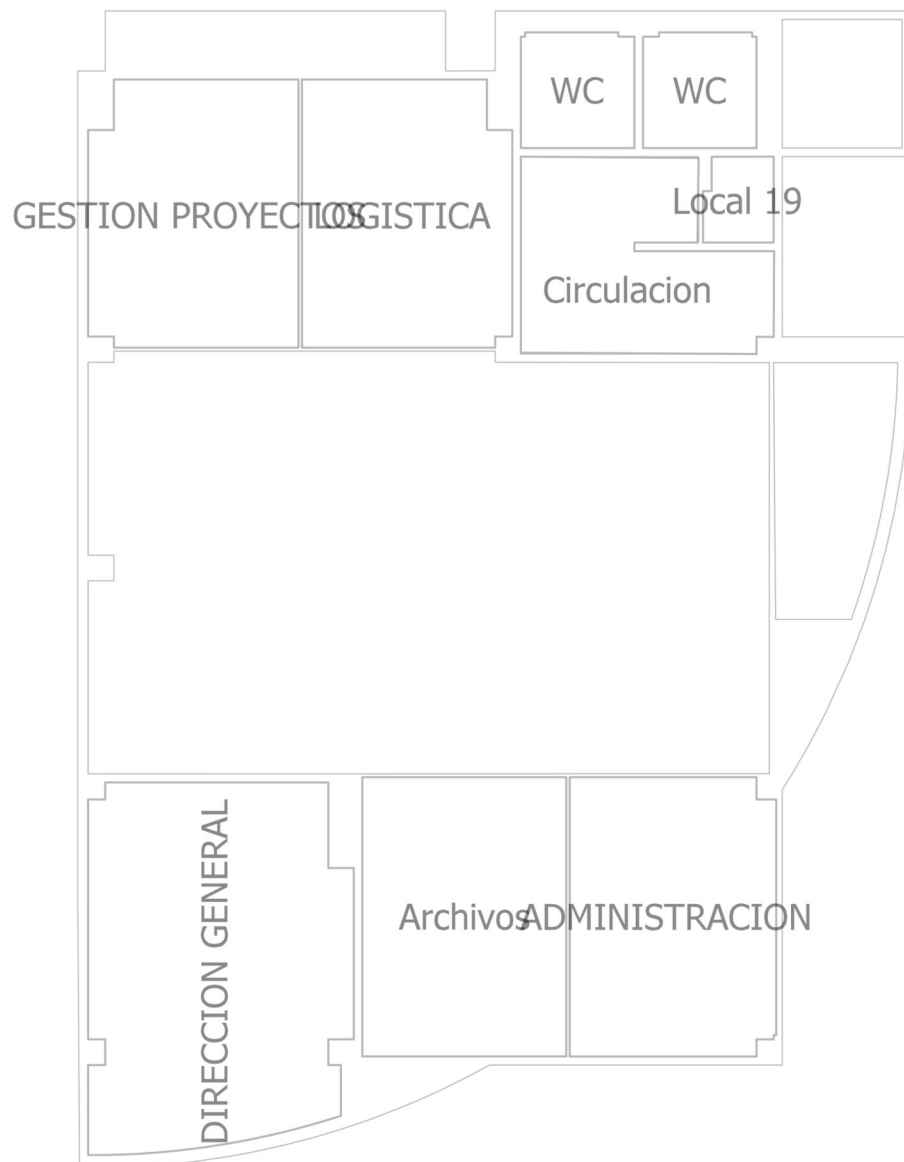 WC
WC
GESTION PROYECTOS
LOGISTICA
Local 19
Circulacion
DIRECCION GENERAL
Archivos
ADMINISTRACION